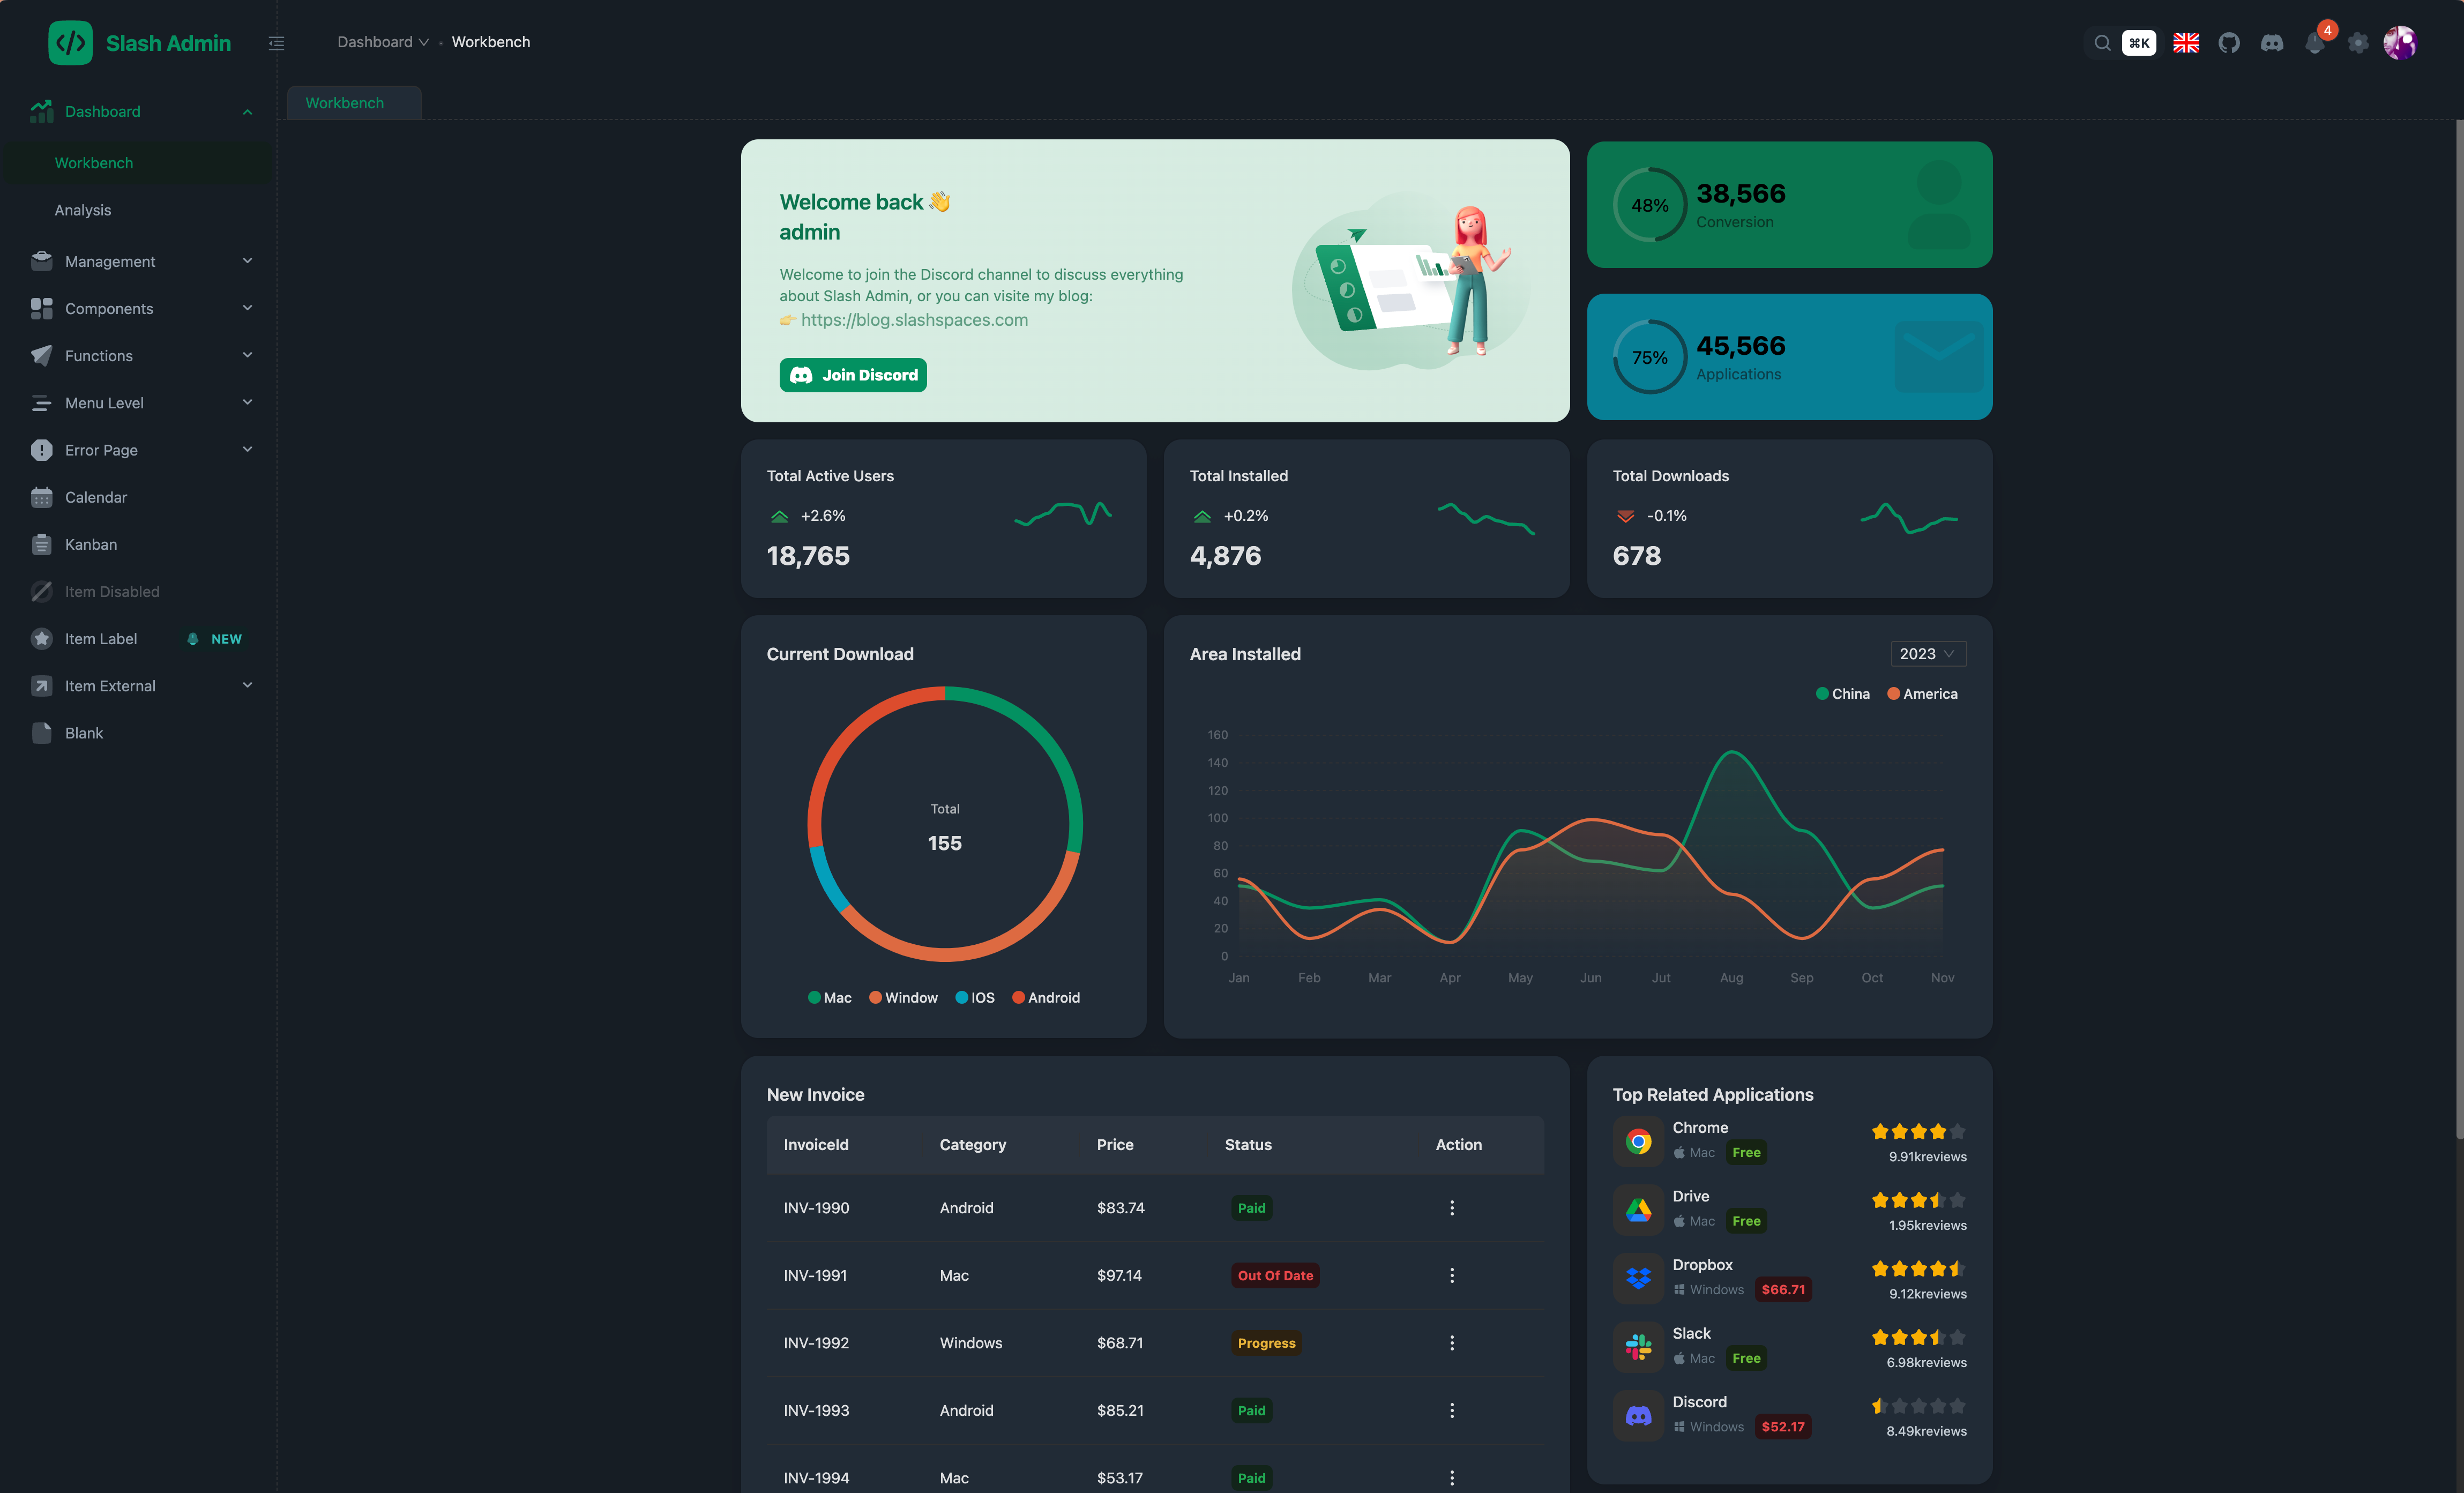 Slash Admin
Dashboard
Workbench
⌘K
4
Dashboard
Workbench
Analysis
Management
Components
Functions
Menu Level
Error Page
Calendar
Kanban
Item Disabled
Item Label
NEW
Item External
Blank
Workbench
Welcome back 👋
admin
Welcome to join the Discord channel to discuss everything
about Slash Admin, or you can visite my blog:
👉 https://blog.slashspaces.com
Join Discord
48%
38,566
Conversion
75%
45,566
Applications
Total Active Users
+2.6%
18,765
Total Installed
+0.2%
4,876
Total Downloads
-0.1%
678
Current Download
Total
155
Mac Window IOS Android
Area Installed
2023
China America
160
140
120
100
80
60
40
20
0
Jan Feb Mar Apr May Jun Jut Aug Sep Oct Nov
New Invoice
InvoiceId Category Price Status Action
INV-1990 Android $83.74 Paid
INV-1991 Mac $97.14 Out Of Date
INV-1992 Windows $68.71 Progress
INV-1993 Android $85.21 Paid
INV-1994 Mac $53.17 Paid
Top Related Applications
Chrome
Mac Free
9.91kreviews
Drive
Mac Free
1.95kreviews
Dropbox
Windows $66.71
9.12kreviews
Slack
Mac Free
6.98kreviews
Discord
Windows $52.17
8.49kreviews